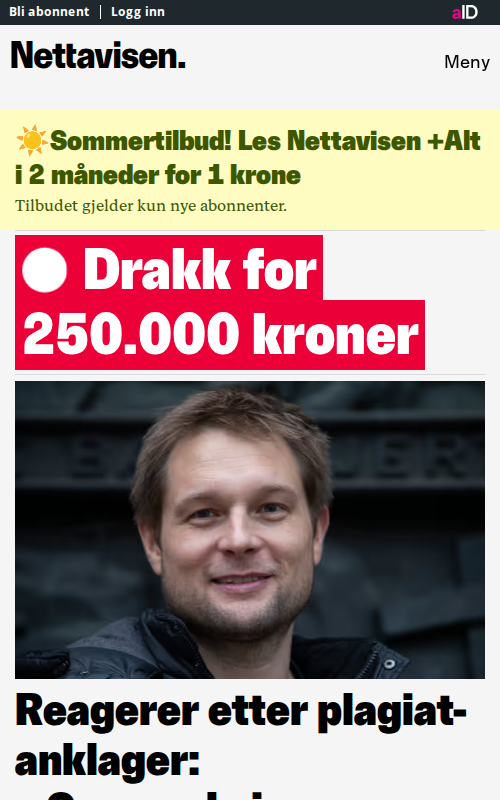 Bli abonnent | Logg inn aID
Nettavisen.
Meny
☀️Sommertilbud! Les Nettavisen +Alt
i 2 måneder for 1 krone
Tilbudet gjelder kun nye abonnenter.
Drakk for
250.000 kroner
Reagerer etter plagiat-
anklager: